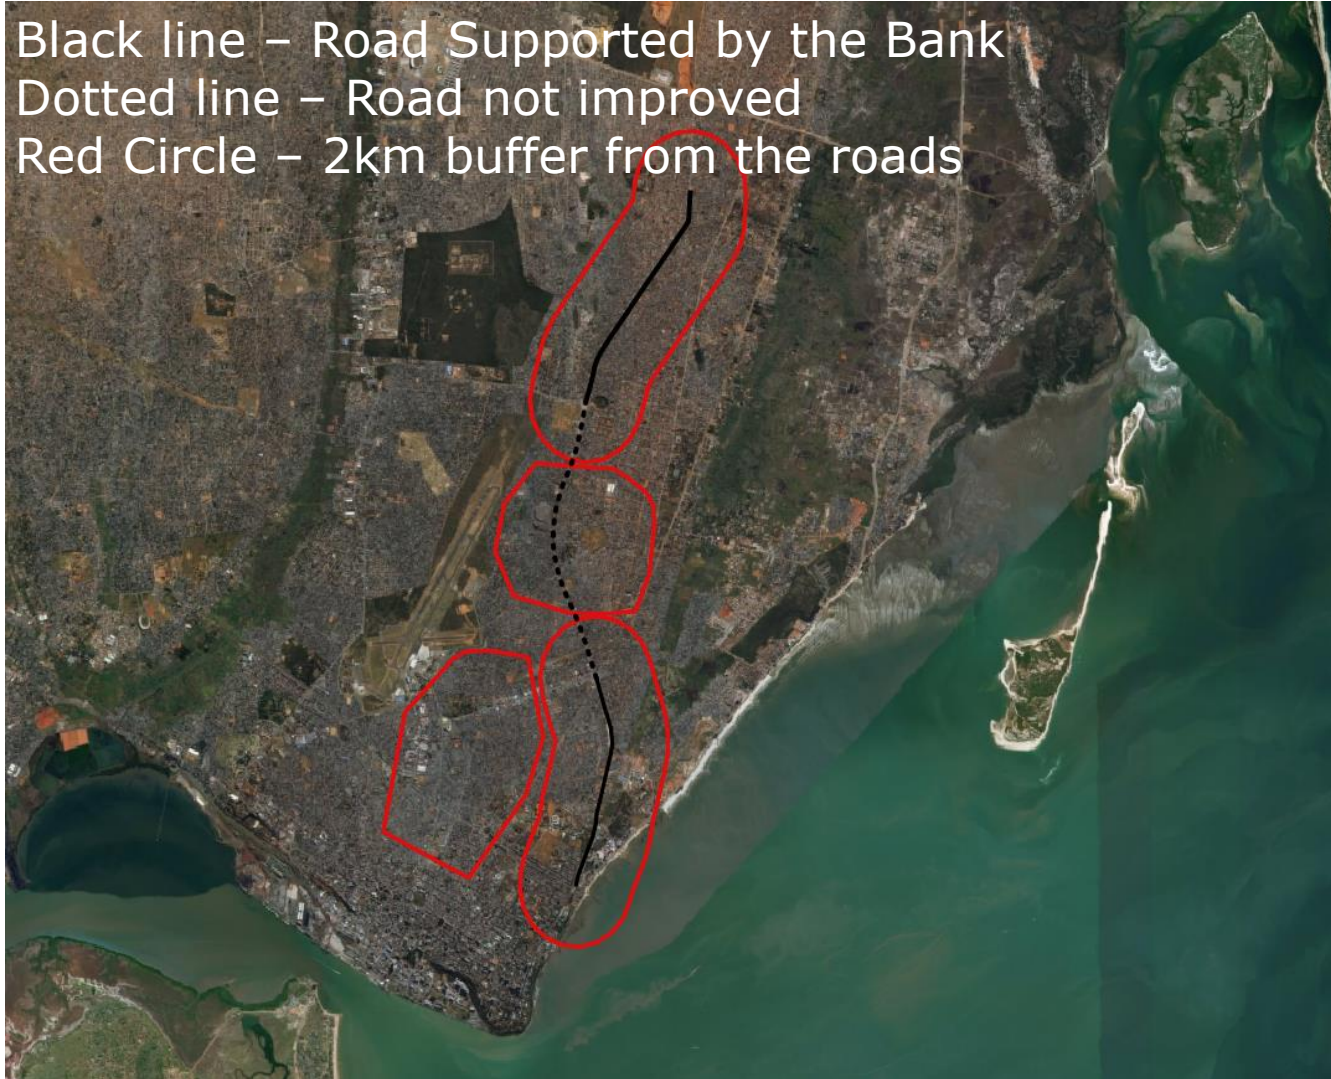 Black line – Road Supported by the Bank
Dotted line – Road not improved
Red Circle – 2km buffer from the roads